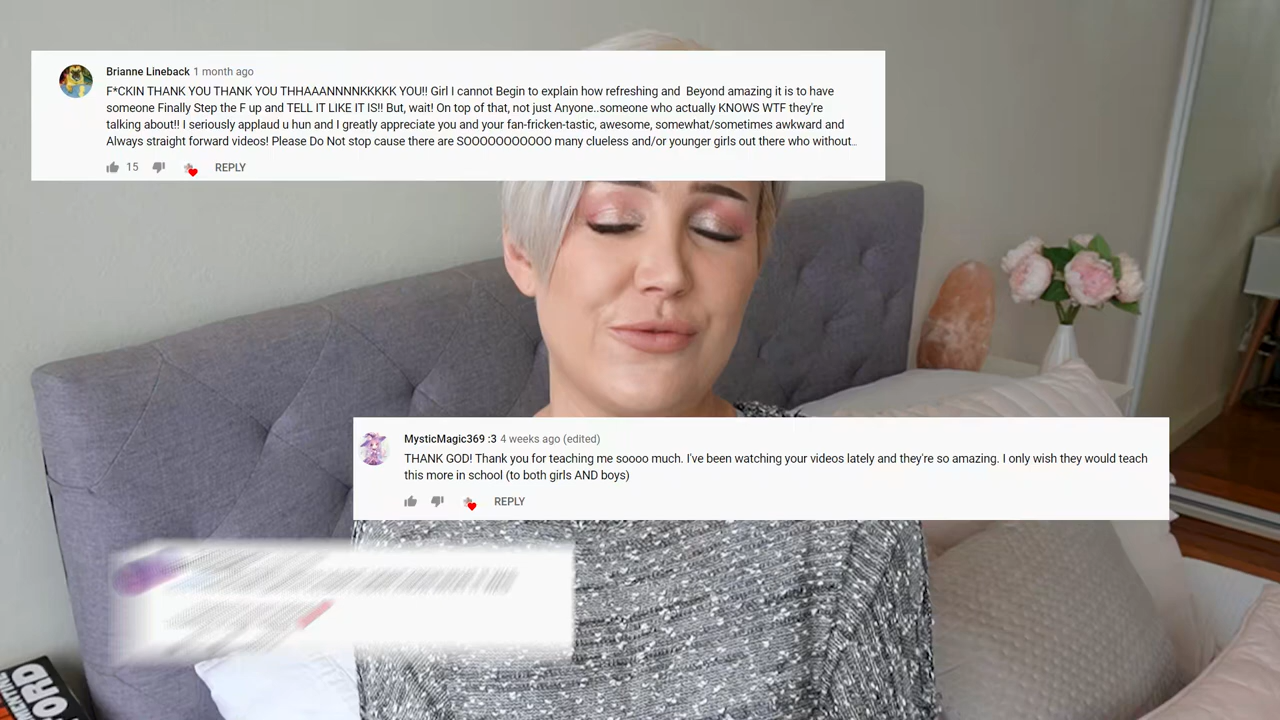 Brianne Lineback 1 month ago
F*CKIN THANK YOU THANK YOU THHAAANNNNKKKKK YOU!! Girl I cannot Begin to explain how refreshing and Beyond amazing it is to have
someone Finally Step the F up and TELL IT LIKE IT IS!! But, wait! On top of that, not just Anyone..someone who actually KNOWS WTF they're
talking about!! I seriously applaud u hun and I greatly appreciate you and your fan-fricken-tastic, awesome, somewhat/sometimes awkward and
Always straight forward videos! Please Do Not stop cause there are SOOOOOOOOOOO many clueless and/or younger girls out there who without...
15 REPLY
MysticMagic369 :3 4 weeks ago (edited)
THANK GOD! Thank you for teaching me soooo much. I've been watching your videos lately and they're so amazing. I only wish they would teach
this more in school (to both girls AND boys)
REPLY
ORD